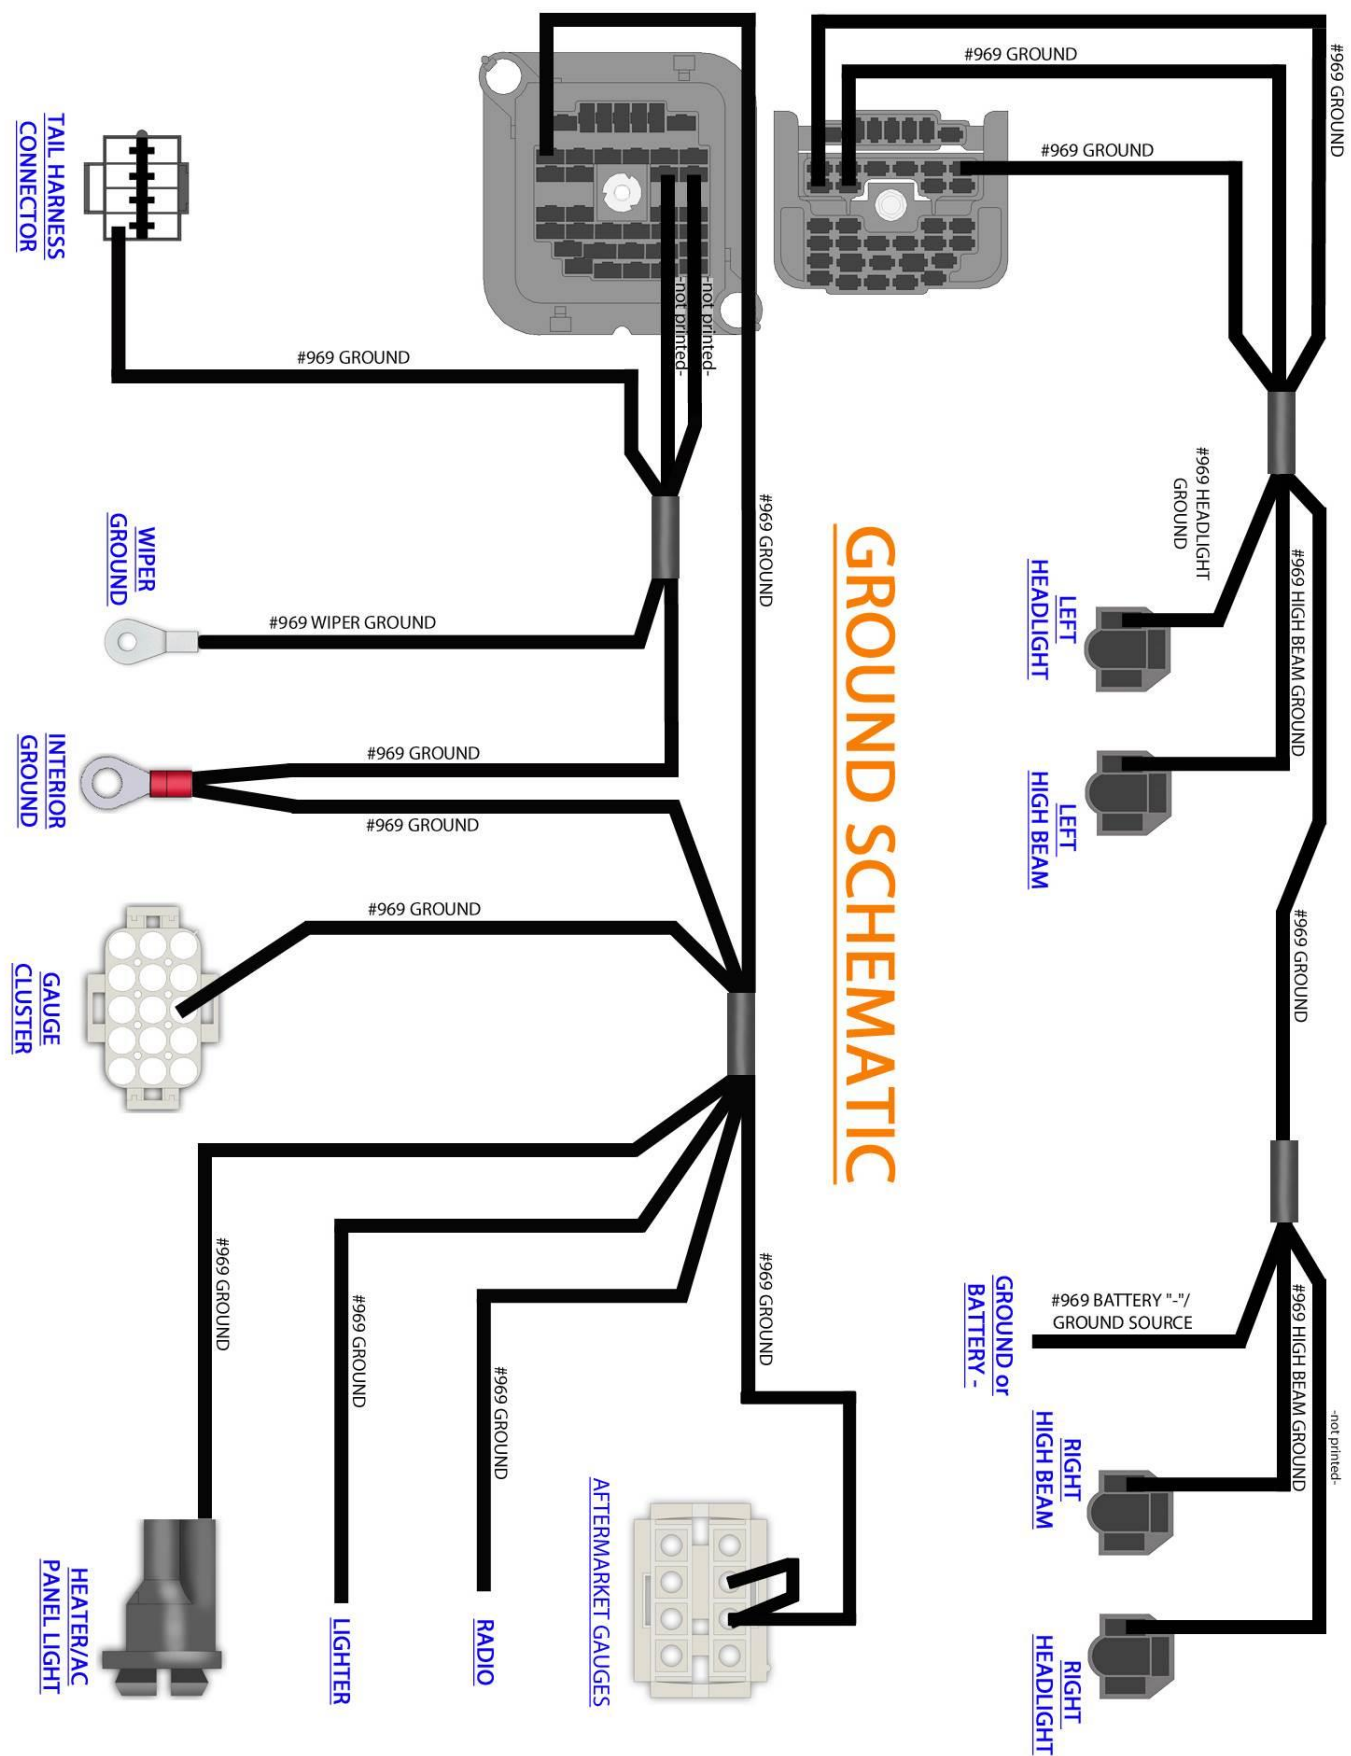 #969 GROUND
#969 GROUND
#969 GROUND
TAIL HARNESS
CONNECTOR
-not printed-
-not printed-
#969 GROUND
#969 GROUND
#969 HEADLIGHT
GROUND
#969 HIGH BEAM GROUND
LEFT
HEADLIGHT
LEFT
HIGH BEAM
WIPER
GROUND
#969 WIPER GROUND
GROUND SCHEMATIC
INTERIOR
GROUND
#969 GROUND
#969 GROUND
#969 GROUND
GAUGE
CLUSTER
#969 GROUND
#969 GROUND
#969 GROUND
#969 GROUND
#969 GROUND
GROUND or
BATTERY -
#969 BATTERY "-"/
GROUND SOURCE
#969 HIGH BEAM GROUND
-not printed-
RIGHT
HIGH BEAM
RIGHT
HEADLIGHT
AFTERMARKET GAUGES
RADIO
LIGHTER
HEATER/AC
PANEL LIGHT